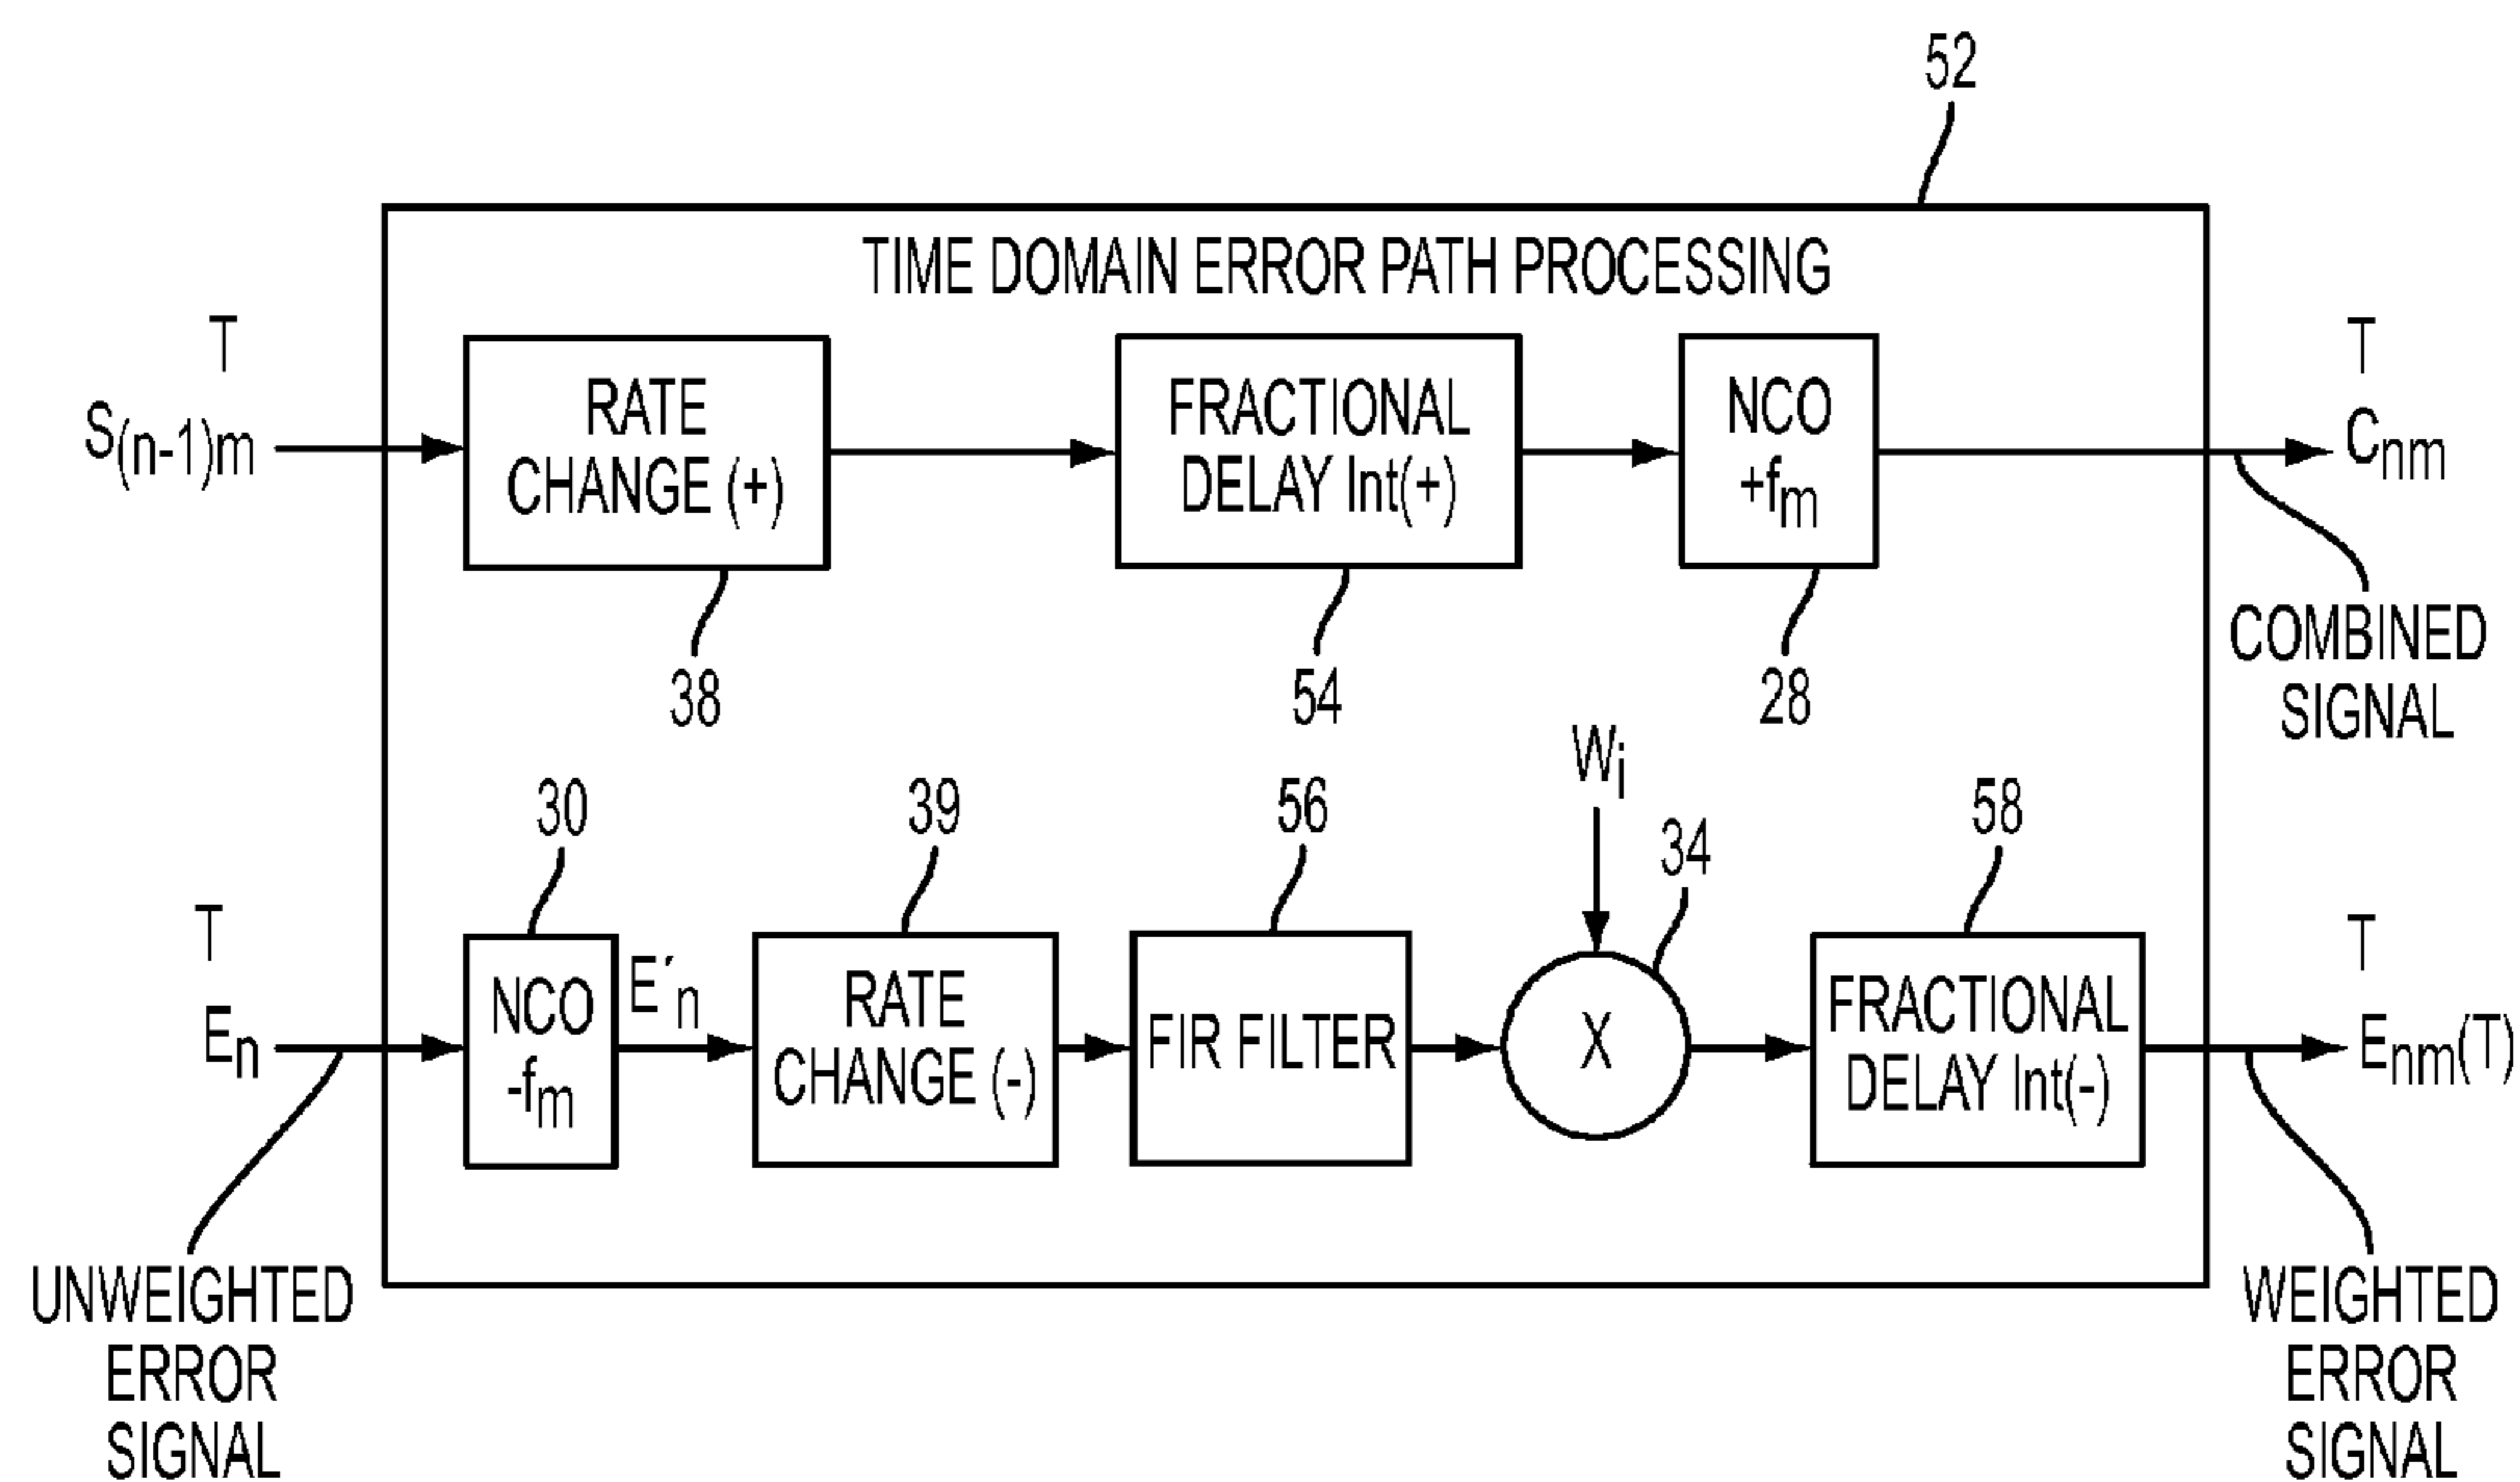 52
TIME DOMAIN ERROR PATH PROCESSING
T
S(n-1)m
RATE
CHANGE (+)
38
FRACTIONAL
DELAY Int(+)
54
NCO
+fm
28
T
Cnm
COMBINED
SIGNAL
T
En
UNWEIGHTED
ERROR
SIGNAL
30
NCO
-fm
E´n
39
RATE
CHANGE (-)
56
FIR FILTER
Wi
34
X
58
FRACTIONAL
DELAY Int(-)
T
Enm(T)
WEIGHTED
ERROR
SIGNAL